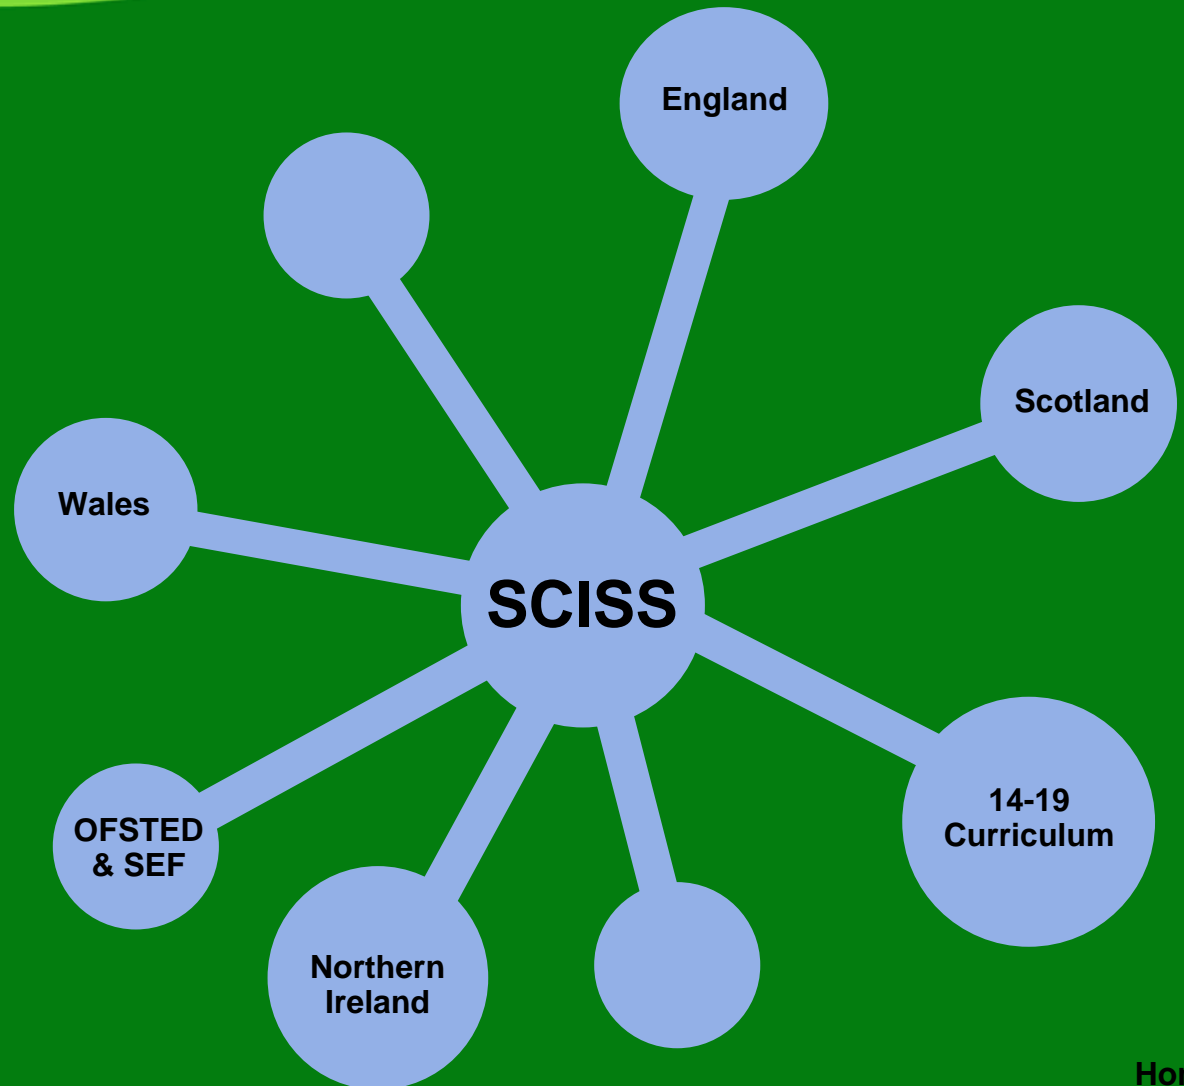 England
Scotland
Wales
SCISS
14-19
Curriculum
OFSTED
& SEF
Northern
Ireland